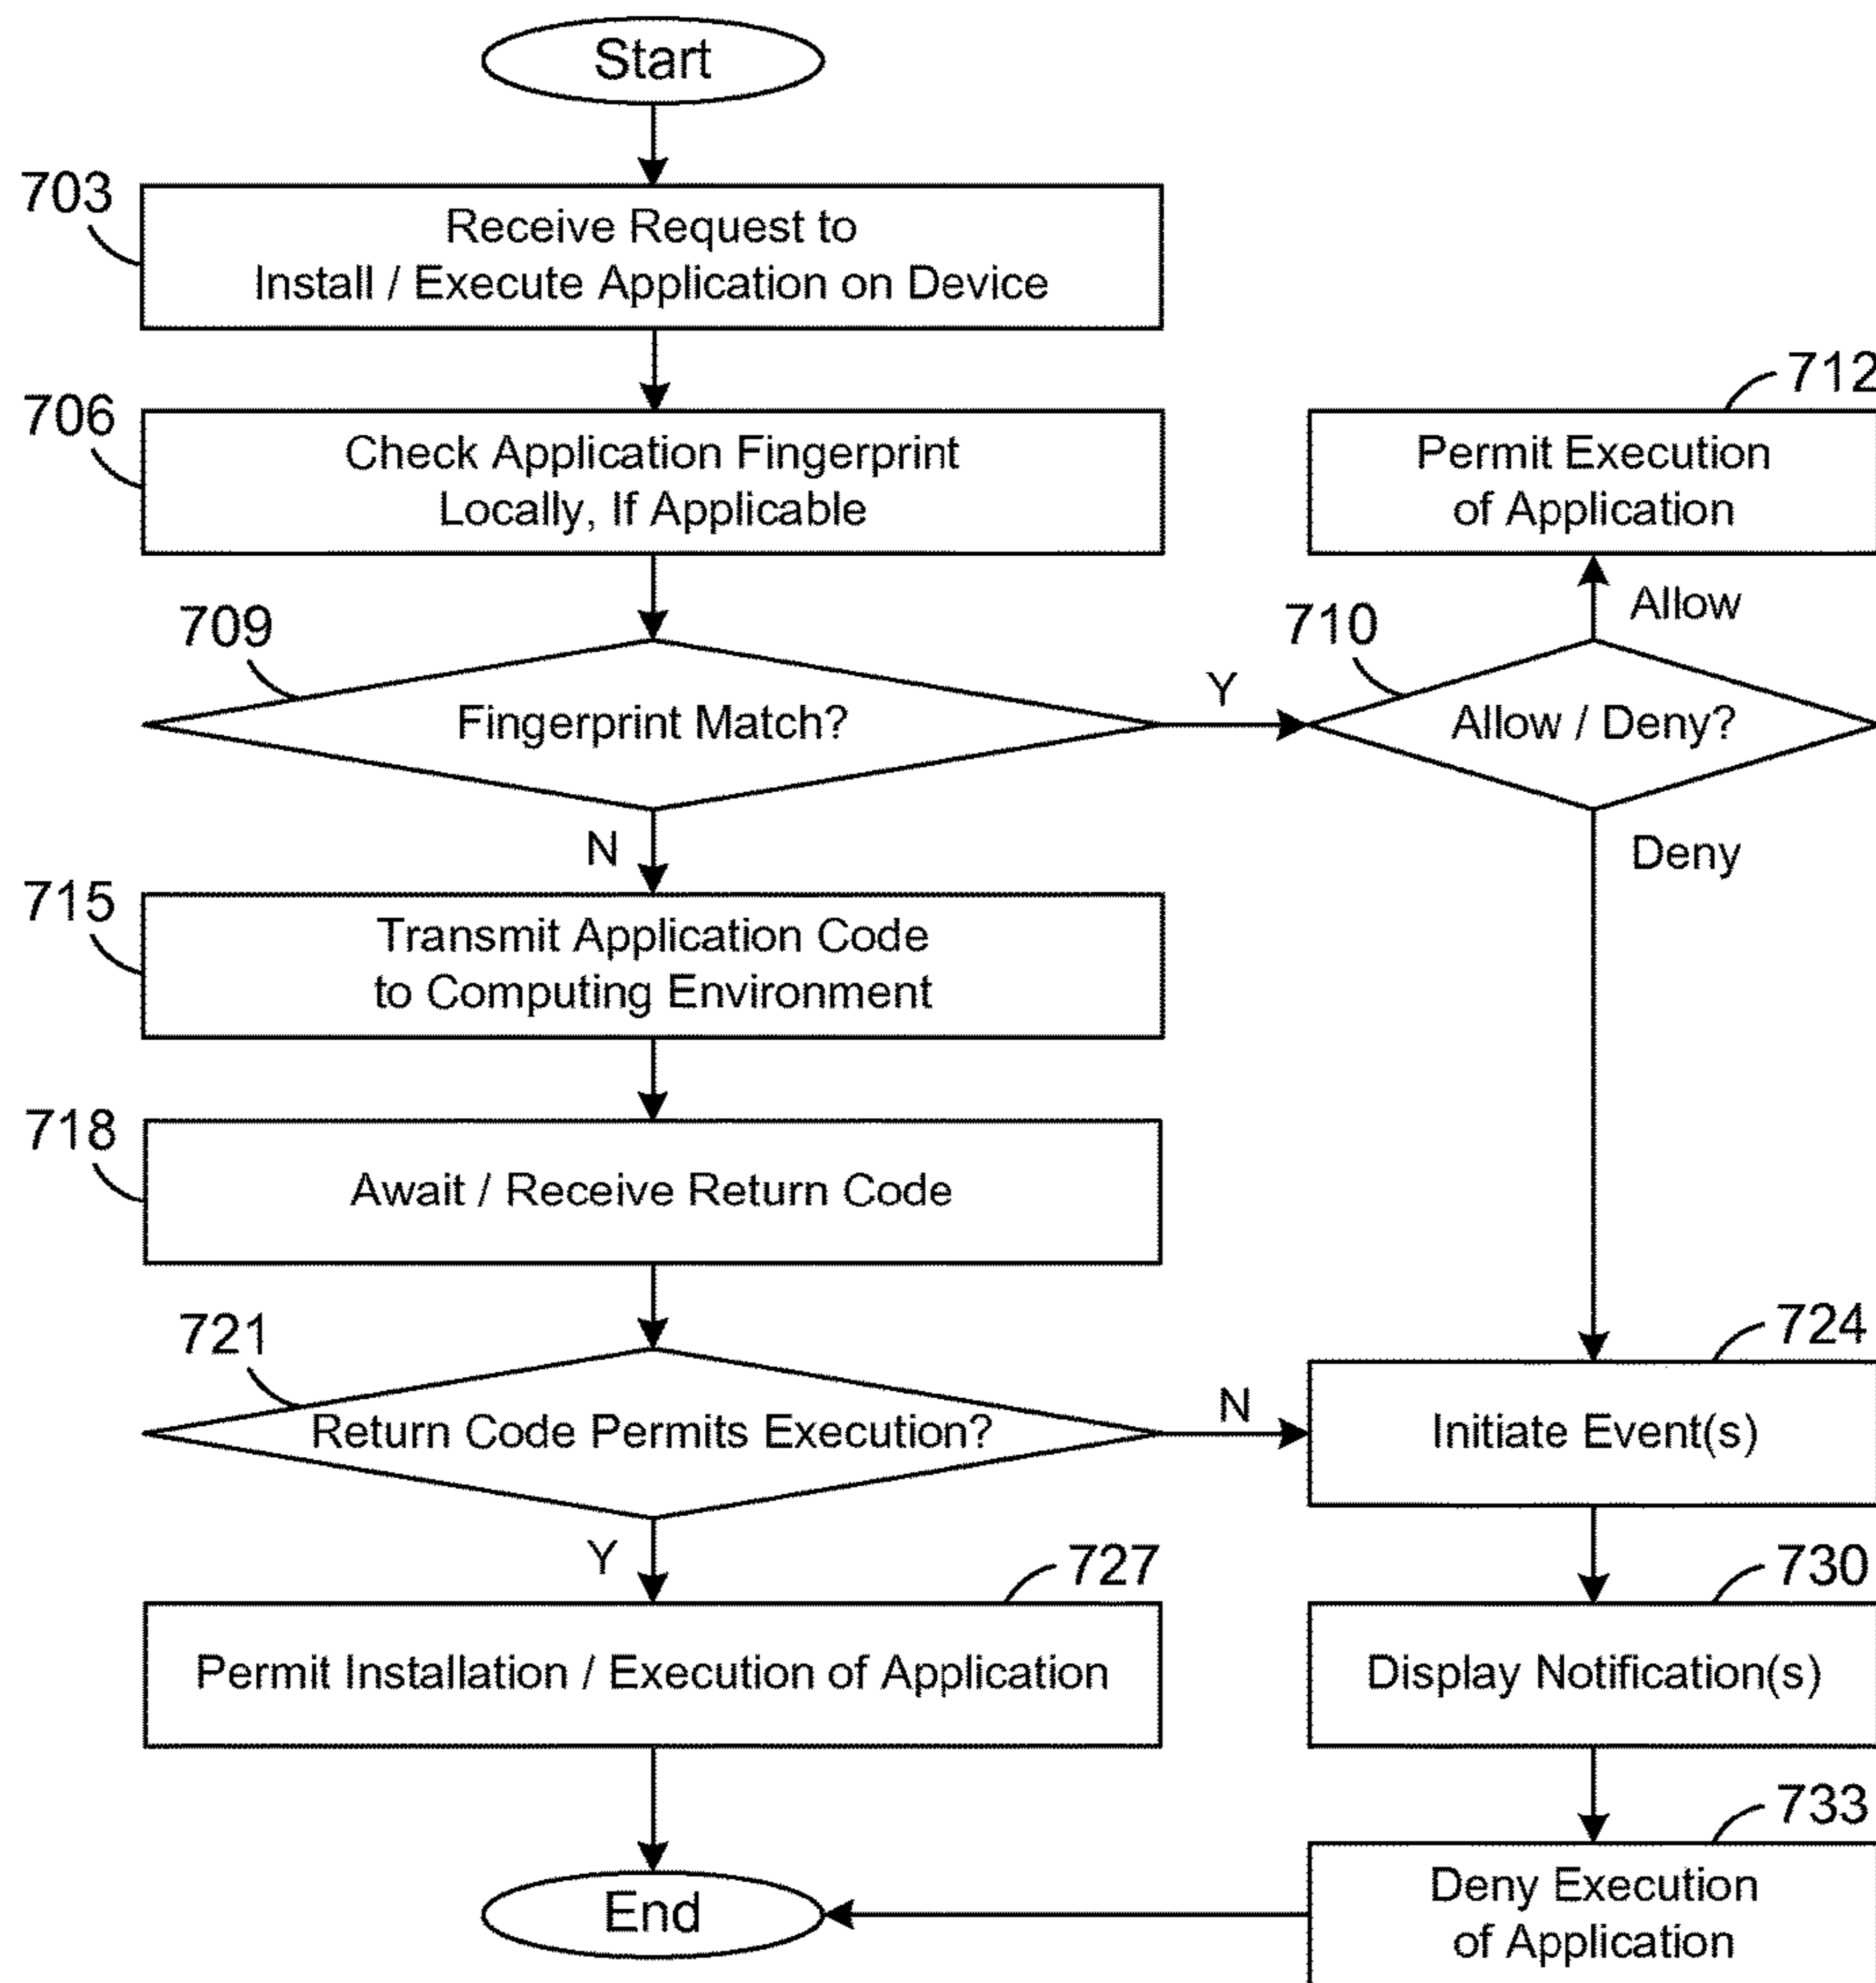 Start
703
Receive Request to
Install / Execute Application on Device
706
Check Application Fingerprint
Locally, If Applicable
712
Permit Execution
of Application
Allow
709
Fingerprint Match?
Y
710
Allow / Deny?
N
Deny
715
Transmit Application Code
to Computing Environment
718
Await / Receive Return Code
721
Return Code Permits Execution?
N
724
Initiate Event(s)
Y
727
Permit Installation / Execution of Application
730
Display Notification(s)
733
Deny Execution
of Application
End